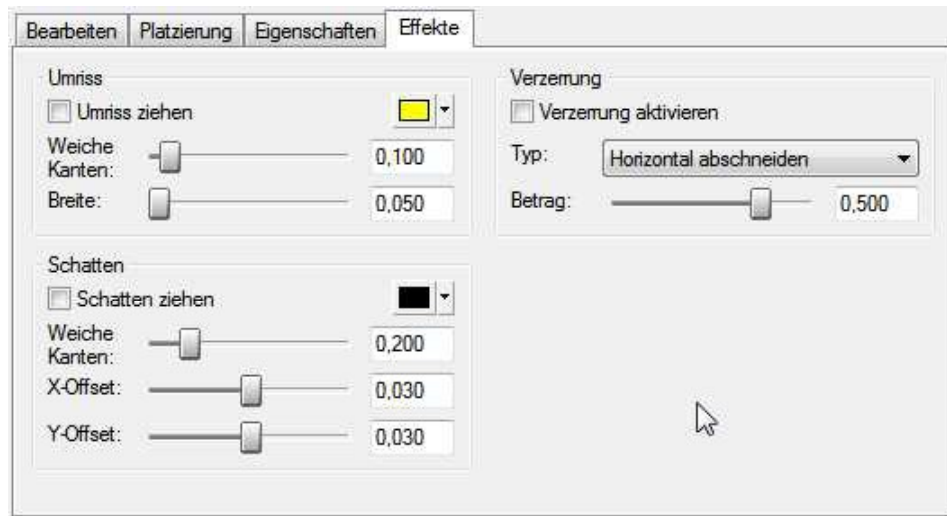 Bearbeiten Platzierung Eigenschaften Effekte
Umriss
Umriss ziehen
Weiche
Kanten:
0,100
Breite:
0,050
Verzerrung
Verzerrung aktivieren
Typ:
Horizontal abschneiden
Betrag:
0,500
Schatten
Schatten ziehen
Weiche
Kanten:
0,200
X-Offset:
0,030
Y-Offset:
0,030